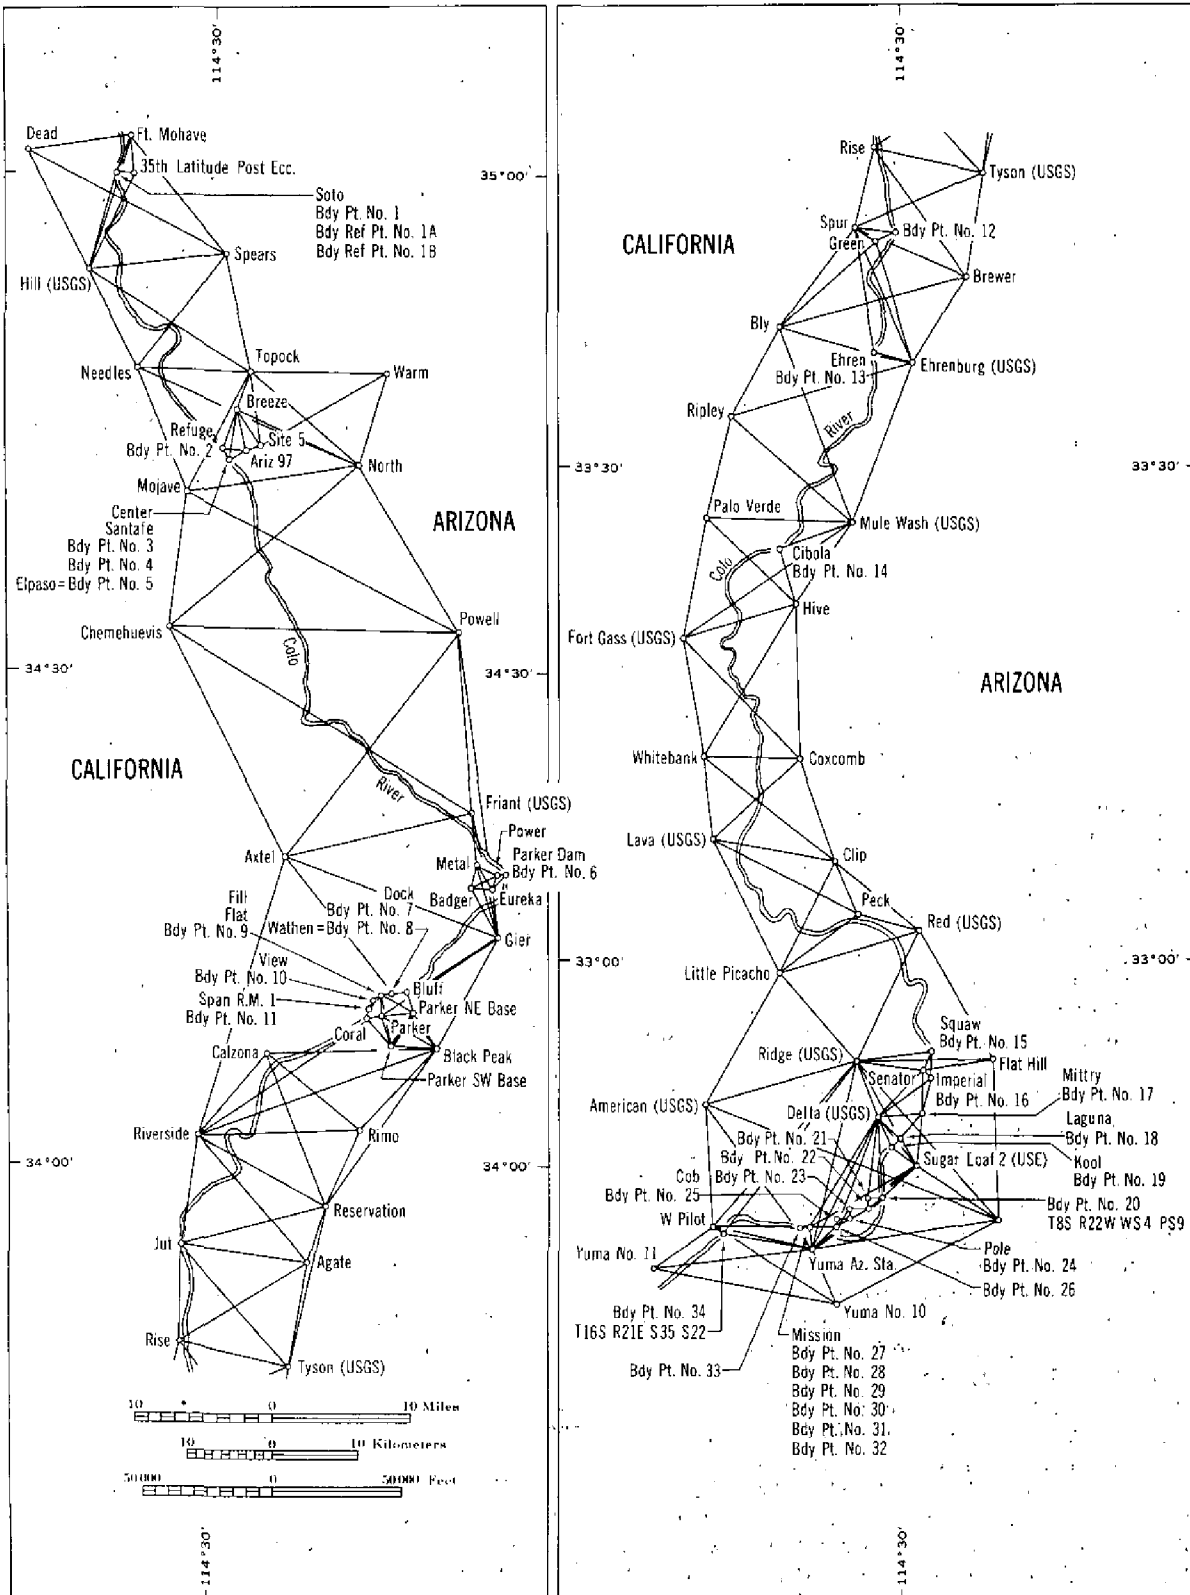 114°30'
Dead
Ft. Mohave
35th Latitude Post Ecc.
35°00'
Soto
Bdy Pt. No. 1
Bdy Ref Pt. No. 1A
Bdy Ref Pt. No. 1B
Spears
Hill (USGS)
Topock
Needles
Warm
Breeze
Refuge
Bdy Pt. No. 2
Site 5
Ariz 97
North
Mojave
Center
Santafe
Bdy Pt. No. 3
Bdy Pt. No. 4
Elpaso=Bdy Pt. No. 5
ARIZONA
Chemehuevis
Powell
Colo
34°30'
34°30'
CALIFORNIA
River
Friant (USGS)
Power
Parker Dam
Bdy Pt. No. 6
Axtel
Metal
Badger
Eureka
Dock
Bdy Pt. No. 7
Wathen=Bdy Pt. No. 8
Fill
Flat
Bdy Pt. No. 9
Gier
View
Bdy Pt. No. 10
Span R.M. 1
Bdy Pt. No. 11
Bluff
Parker NE Base
Coral
Parker
Calzona
Black Peak
Parker SW Base
Riverside
Rimo
34°00'
34°00'
Reservation
Jut
Agate
Rise
Tyson (USGS)
10 0 10 Miles
10 0 10 Kilometers
50 000 0 50 000 Feet
114°30'
114°30'
Rise
Tyson (USGS)
CALIFORNIA
Spur
Green
Bdy Pt. No. 12
Brewer
Bly
Ehren
Bdy Pt. No. 13
Ehrenburg (USGS)
Ripley
River
33°30'
33°30'
Palo Verde
Mule Wash (USGS)
Cibola
Bdy Pt. No. 14
Colo
Hive
Fort Gass (USGS)
ARIZONA
Whitebank
Coxcomb
Lava (USGS)
Clip
Peck
Red (USGS)
Little Picacho
33°00'
33°00'
Squaw
Bdy Pt. No. 15
Ridge (USGS)
Flat Hill
Senator
Imperial
Bdy Pt. No. 16
Mittry
Bdy Pt. No. 17
American (USGS)
Delta (USGS)
Laguna
Bdy Pt. No. 18
Bdy Pt. No. 21
Bdy Pt. No. 22
Sugar Loaf 2 (USE)
Kool
Bdy Pt. No. 19
Cob
Bdy Pt. No. 23
Bdy Pt. No. 25
Bdy Pt. No. 20
T8S R22W WS4 PS9
W Pilot
Pole
Bdy Pt. No. 24
Yuma No. 11
Yuma Az. Sta.
Bdy Pt. No. 26
Yuma No. 10
Bdy Pt. No. 34
T16S R21E S35 S22
Bdy Pt. No. 33
Mission
Bdy Pt. No. 27
Bdy Pt. No. 28
Bdy Pt. No. 29
Bdy Pt. No. 30
Bdy Pt. No. 31
Bdy Pt. No. 32
114°30'